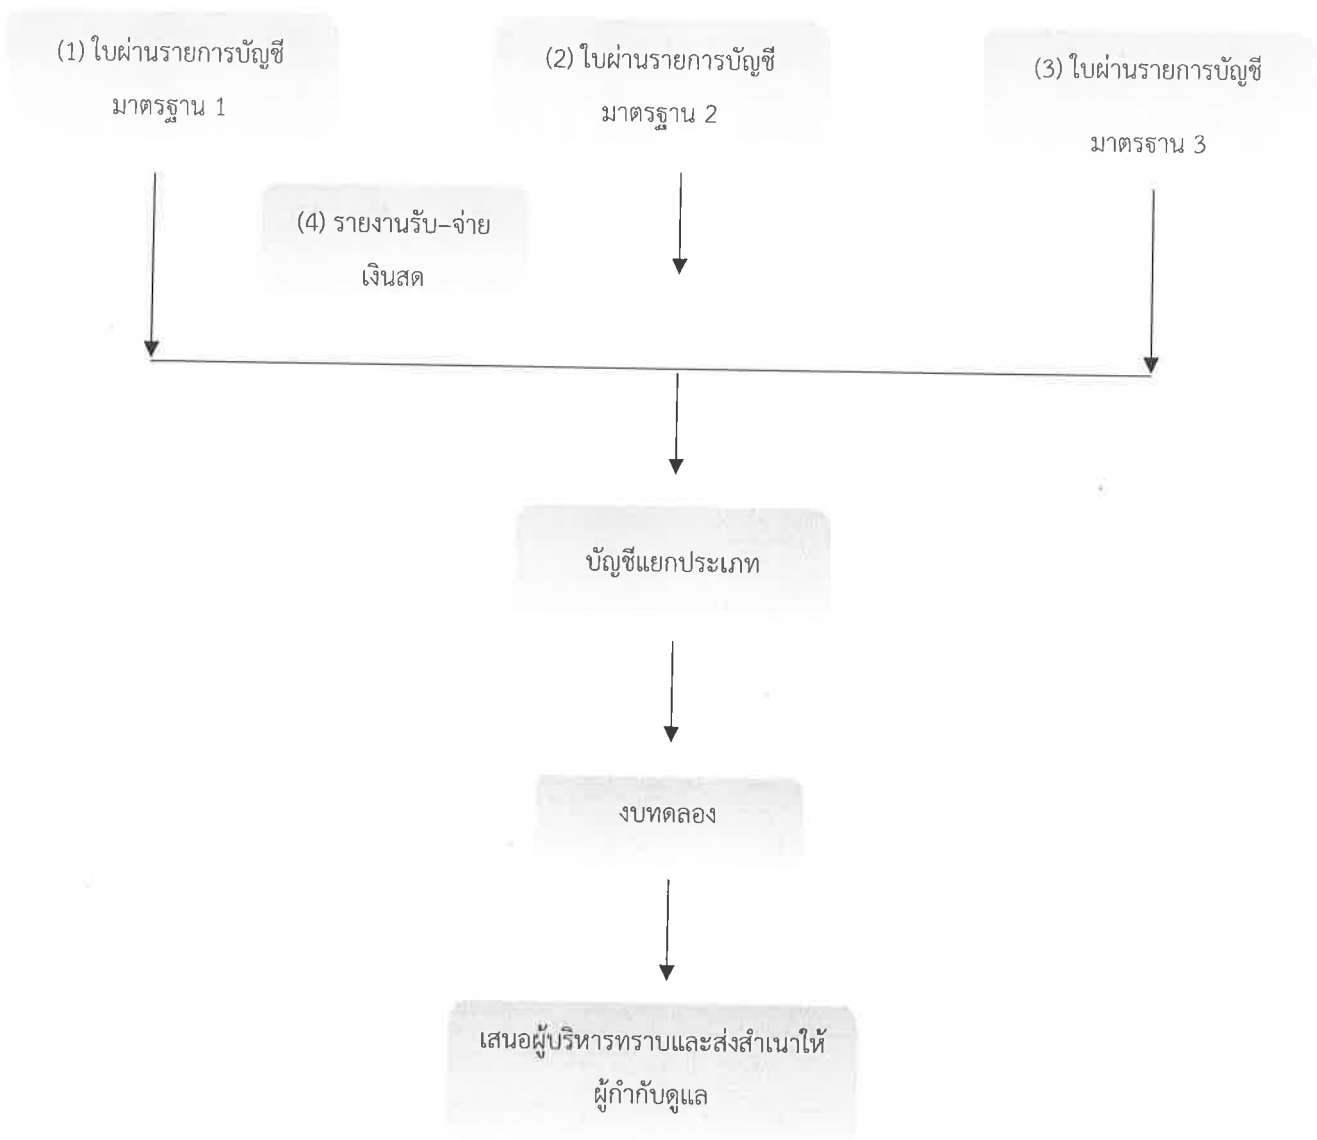 (1) ใบผ่านรายการบัญชี
มาตรฐาน 1
(2) ใบผ่านรายการบัญชี
มาตรฐาน 2
(3) ใบผ่านรายการบัญชี
มาตรฐาน 3
(4) รายงานรับ–จ่าย
เงินสด
บัญชีแยกประเภท
งบทดลอง
เสนอผู้บริหารทราบและส่งสำเนาให้
ผู้กำกับดูแล